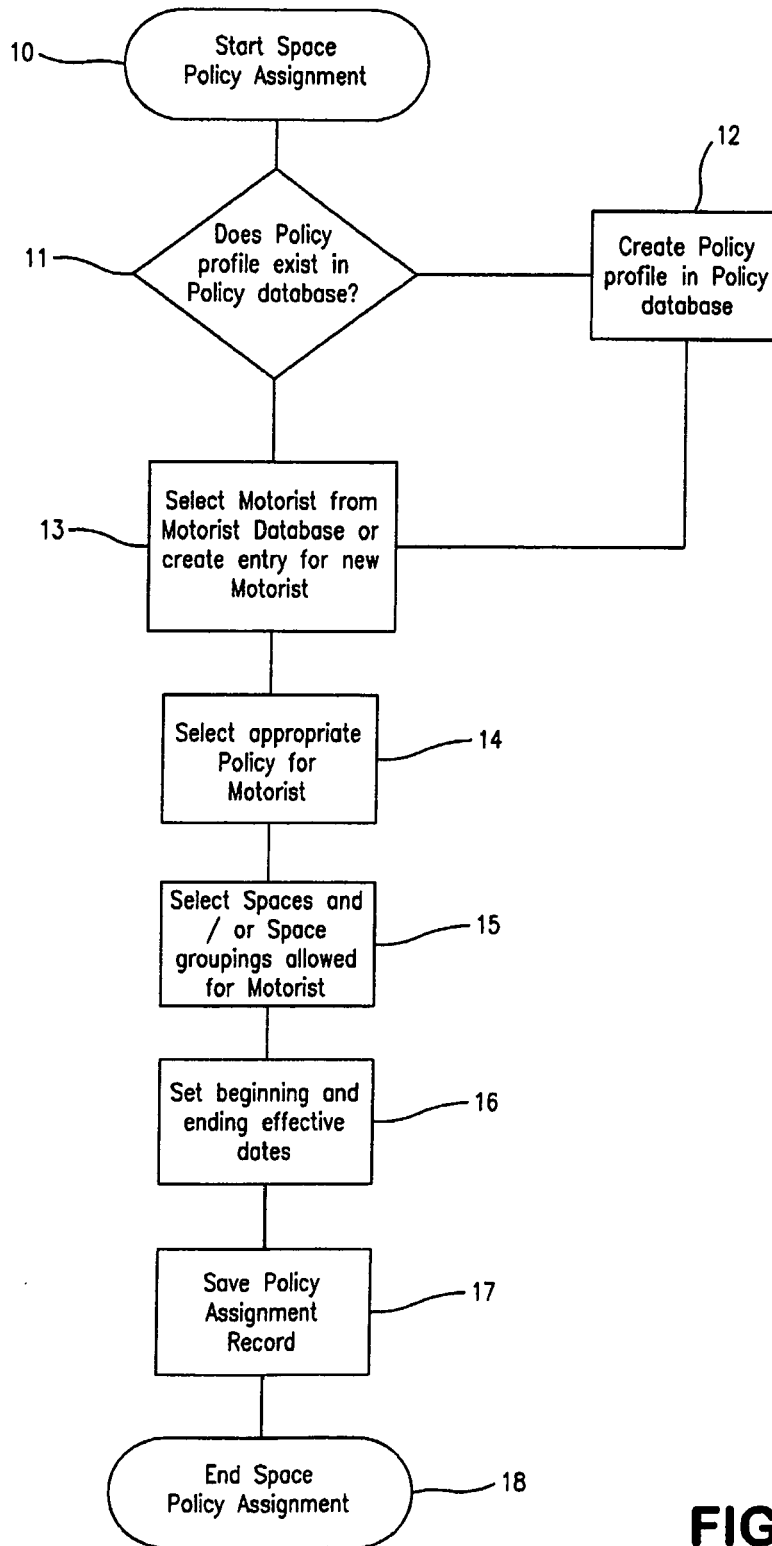 10
Start Space
Policy Assignment
12
11
Does Policy
profile exist in
Policy database?
Create Policy
profile in Policy
database
13
Select Motorist from
Motorist Database or
create entry for new
Motorist
Select appropriate
Policy for
Motorist
14
Select Spaces and
/ or Space
groupings allowed
for Motorist
15
Set beginning and
ending effective
dates
16
Save Policy
Assignment
Record
17
End Space
Policy Assignment
18
FIG